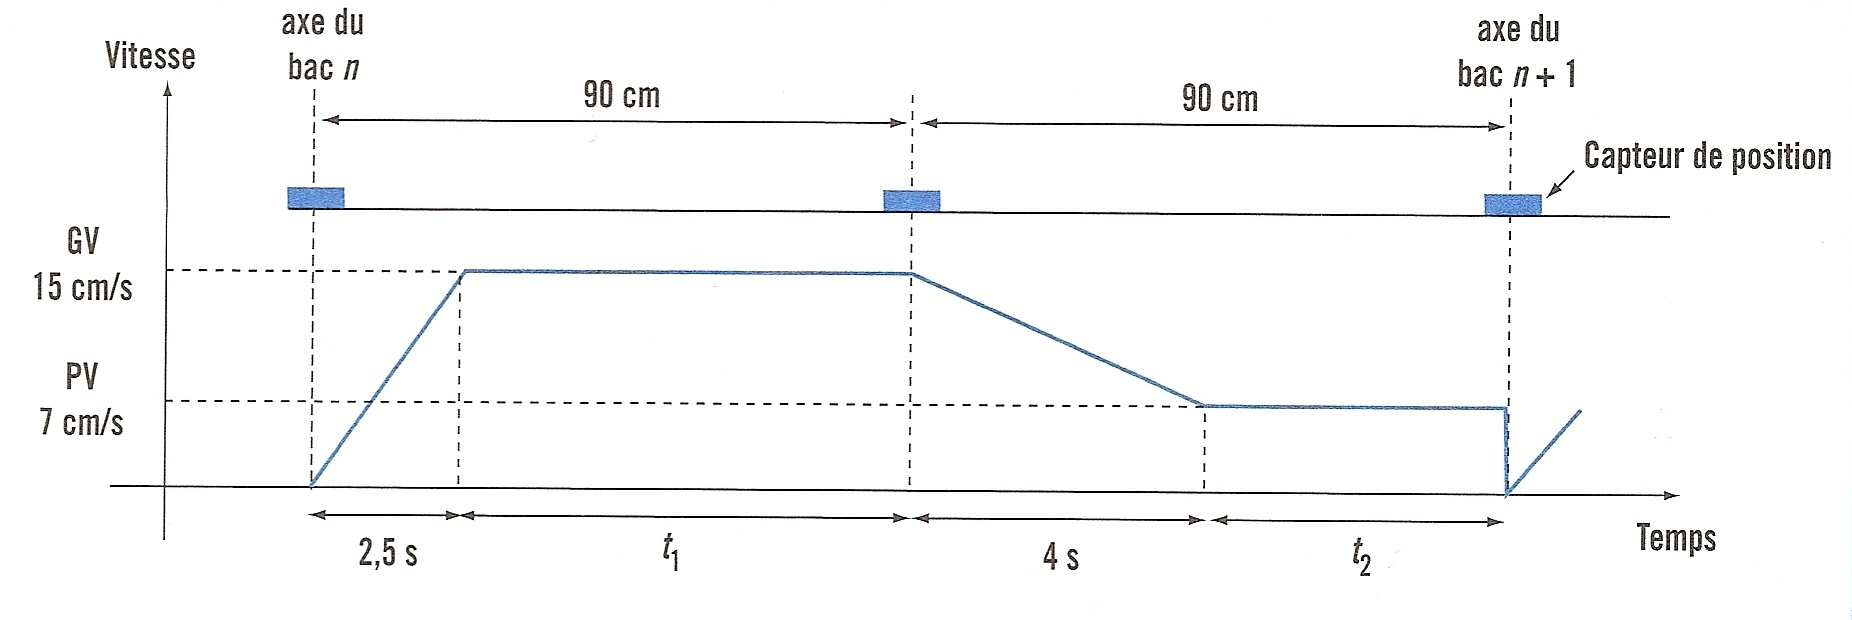 Vitesse
axe du
bac n
90 cm
90 cm
axe du
bac n + 1
Capteur de position
GV
15 cm/s
PV
7 cm/s
2,5 s
t1
4 s
t2
Temps